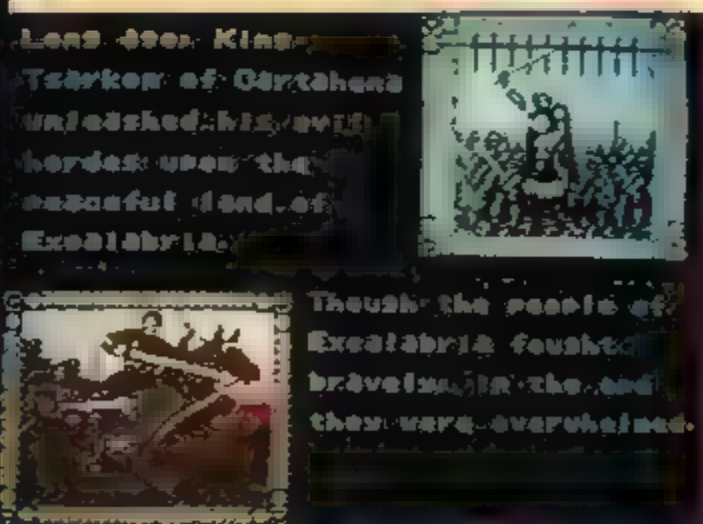 Long ago, King
Tsarkon of Cartahena
unleashed his evil
hordes upon the
peaceful land of
Excalabria.
Though the people of
Excalabria fought
bravely, in the end
they were overwhelmed.